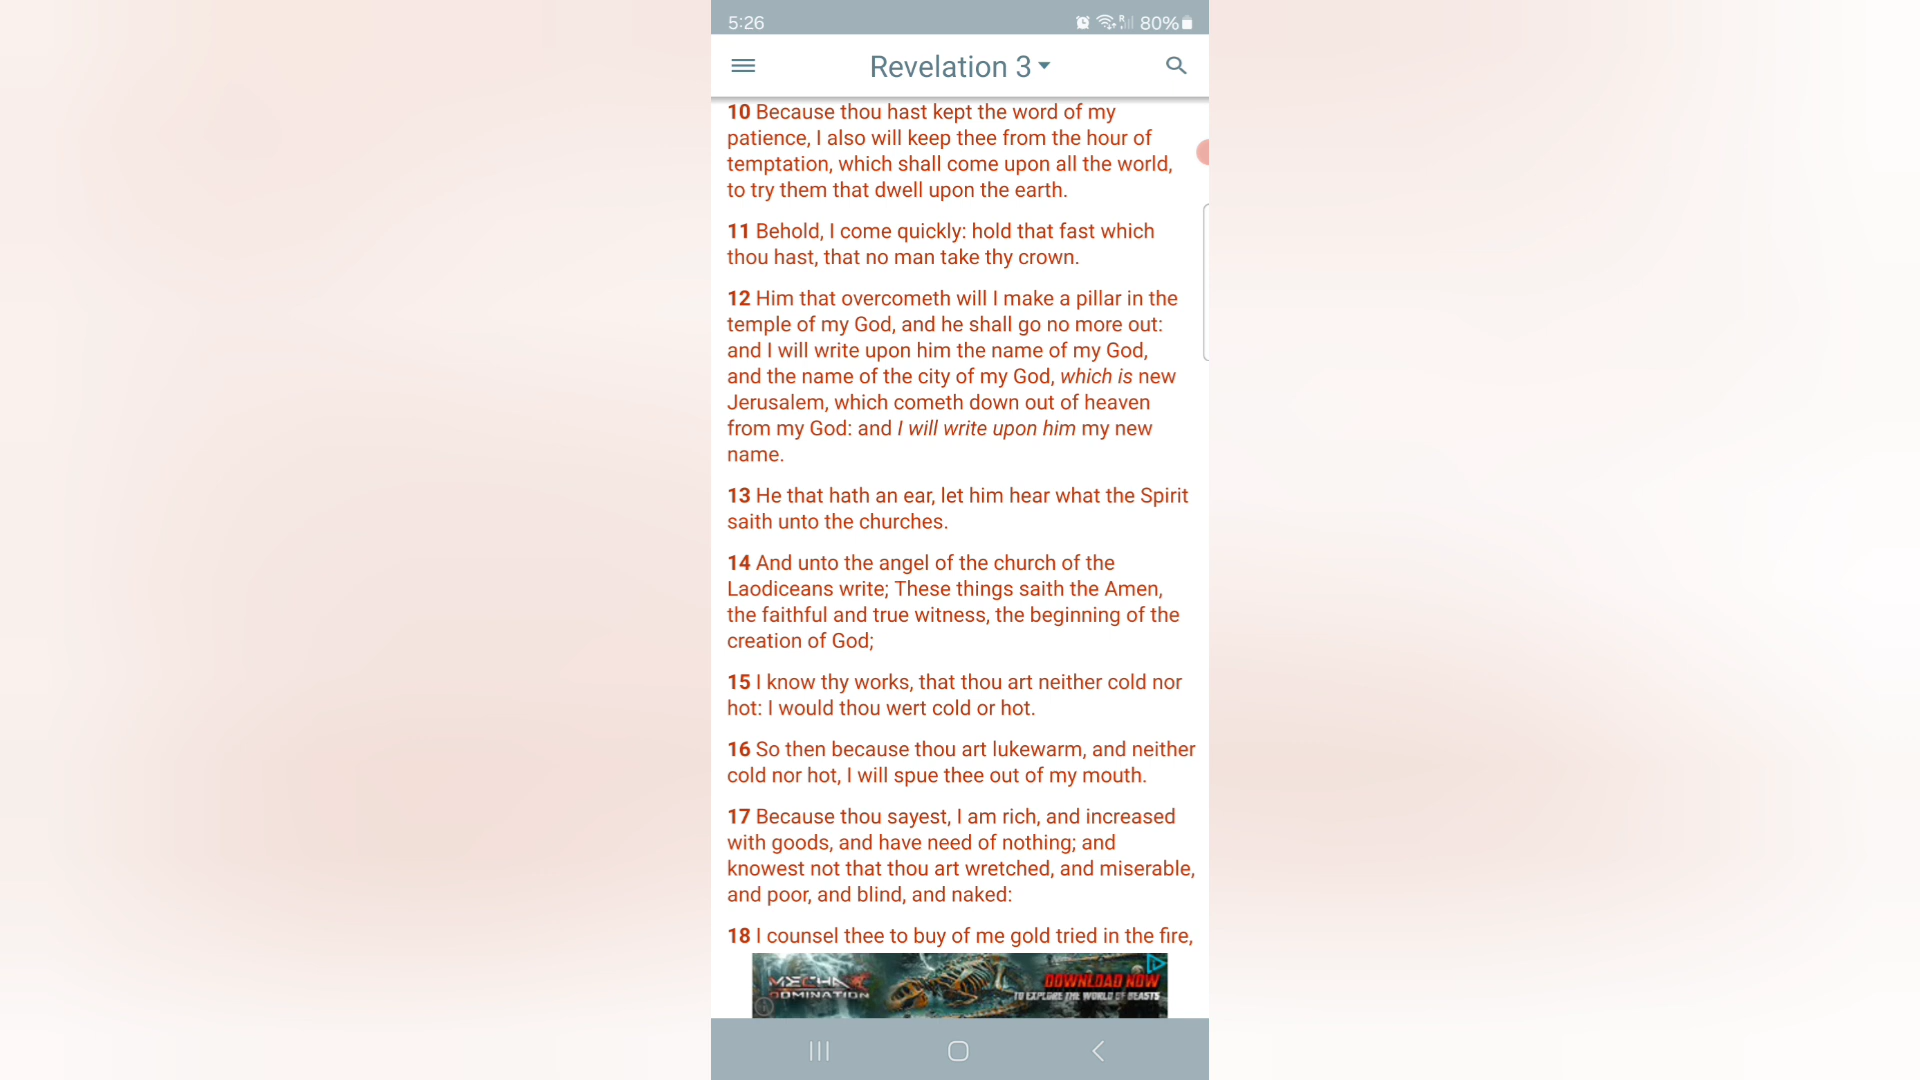 5:26
R
80%
Revelation 3
10 Because thou hast kept the word of my
patience, I also will keep thee from the hour of
temptation, which shall come upon all the world,
to try them that dwell upon the earth.
11 Behold, I come quickly: hold that fast which
thou hast, that no man take thy crown.
12 Him that overcometh will I make a pillar in the
temple of my God, and he shall go no more out:
and I will write upon him the name of my God,
and the name of the city of my God, which is new
Jerusalem, which cometh down out of heaven
from my God: and I will write upon him my new
name.
13 He that hath an ear, let him hear what the Spirit
saith unto the churches.
14 And unto the angel of the church of the
Laodiceans write; These things saith the Amen,
the faithful and true witness, the beginning of the
creation of God;
15 I know thy works, that thou art neither cold nor
hot: I would thou wert cold or hot.
16 So then because thou art lukewarm, and neither
cold nor hot, I will spue thee out of my mouth.
17 Because thou sayest, I am rich, and increased
with goods, and have need of nothing; and
knowest not that thou art wretched, and miserable,
and poor, and blind, and naked:
18 I counsel thee to buy of me gold tried in the fire,
MECHA
DOMINATION
DOWNLOAD NOW
TO EXPLORE THE WORLD OF BEASTS